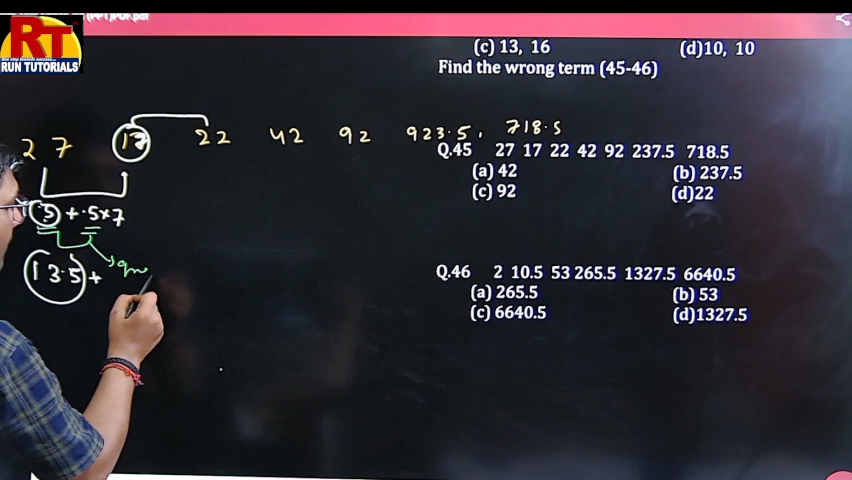 (PPT)PDF.pdf
RT
RUN TUTORIALS
(c) 13, 16 (d)10, 10
Find the wrong term (45-46)
27 17 22 42 92 923.5, 718.5
Q.45 27 17 22 42 92 237.5 718.5
(a) 42 (b) 237.5
(c) 92 (d)22
+ .5×7
13.5 +
Q.46 2 10.5 53 265.5 1327.5 6640.5
(a) 265.5 (b) 53
(c) 6640.5 (d)1327.5